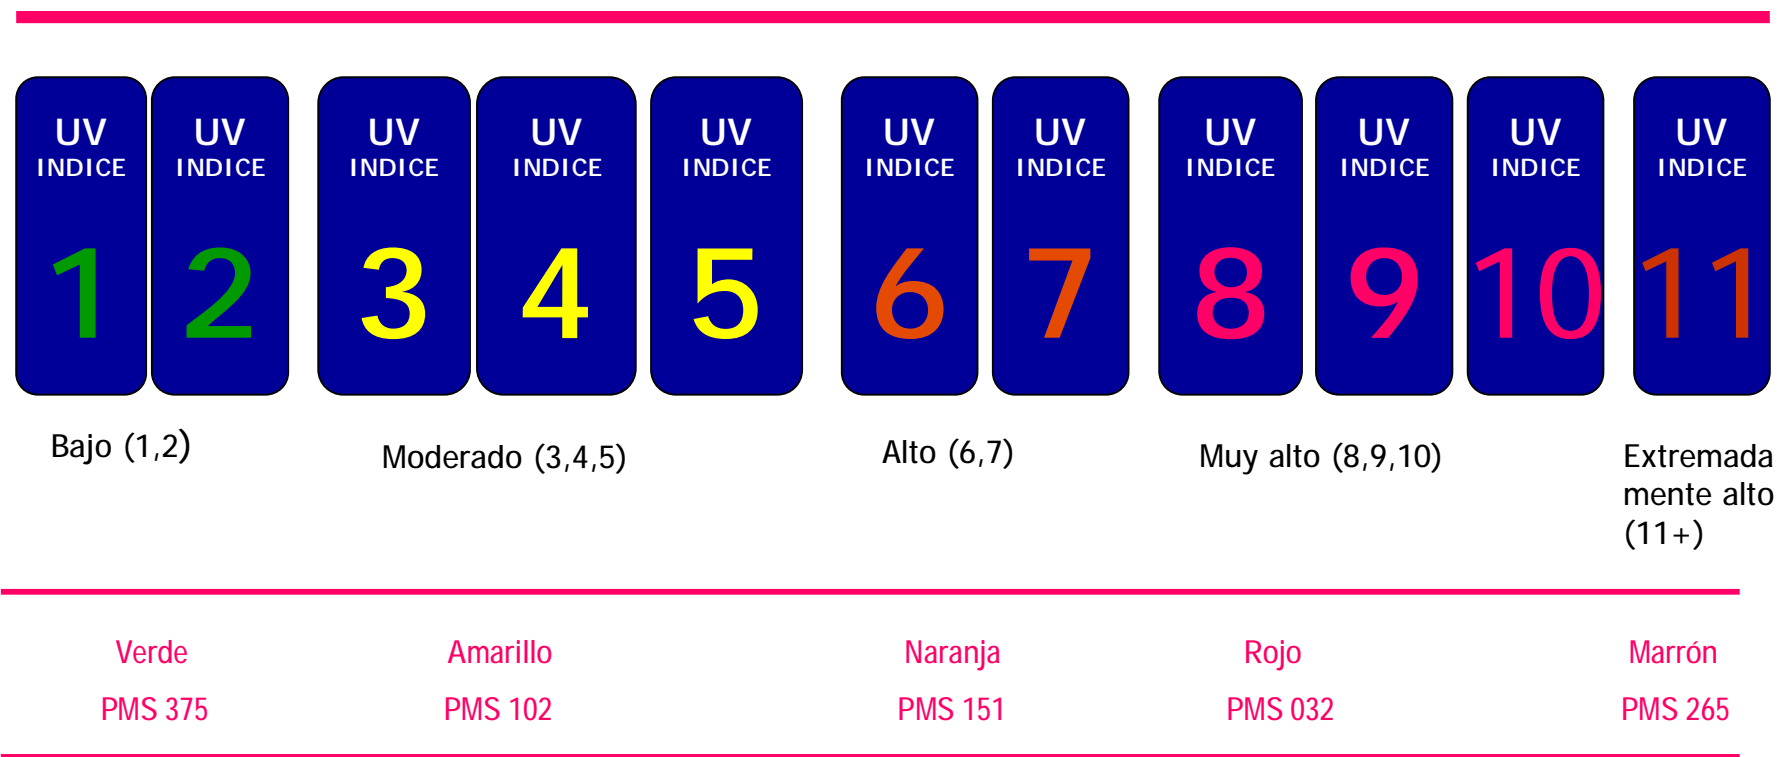 UV
INDICE
1
UV
INDICE
2
UV
INDICE
3
UV
INDICE
4
UV
INDICE
5
UV
INDICE
6
UV
INDICE
7
UV
INDICE
8
UV
INDICE
9
UV
INDICE
10
UV
INDICE
11
Bajo (1,2)
Moderado (3,4,5)
Alto (6,7)
Muy alto (8,9,10)
Extremada
mente alto
(11+)
Verde
Amarillo
Naranja
Rojo
Marrón
PMS 375
PMS 102
PMS 151
PMS 032
PMS 265